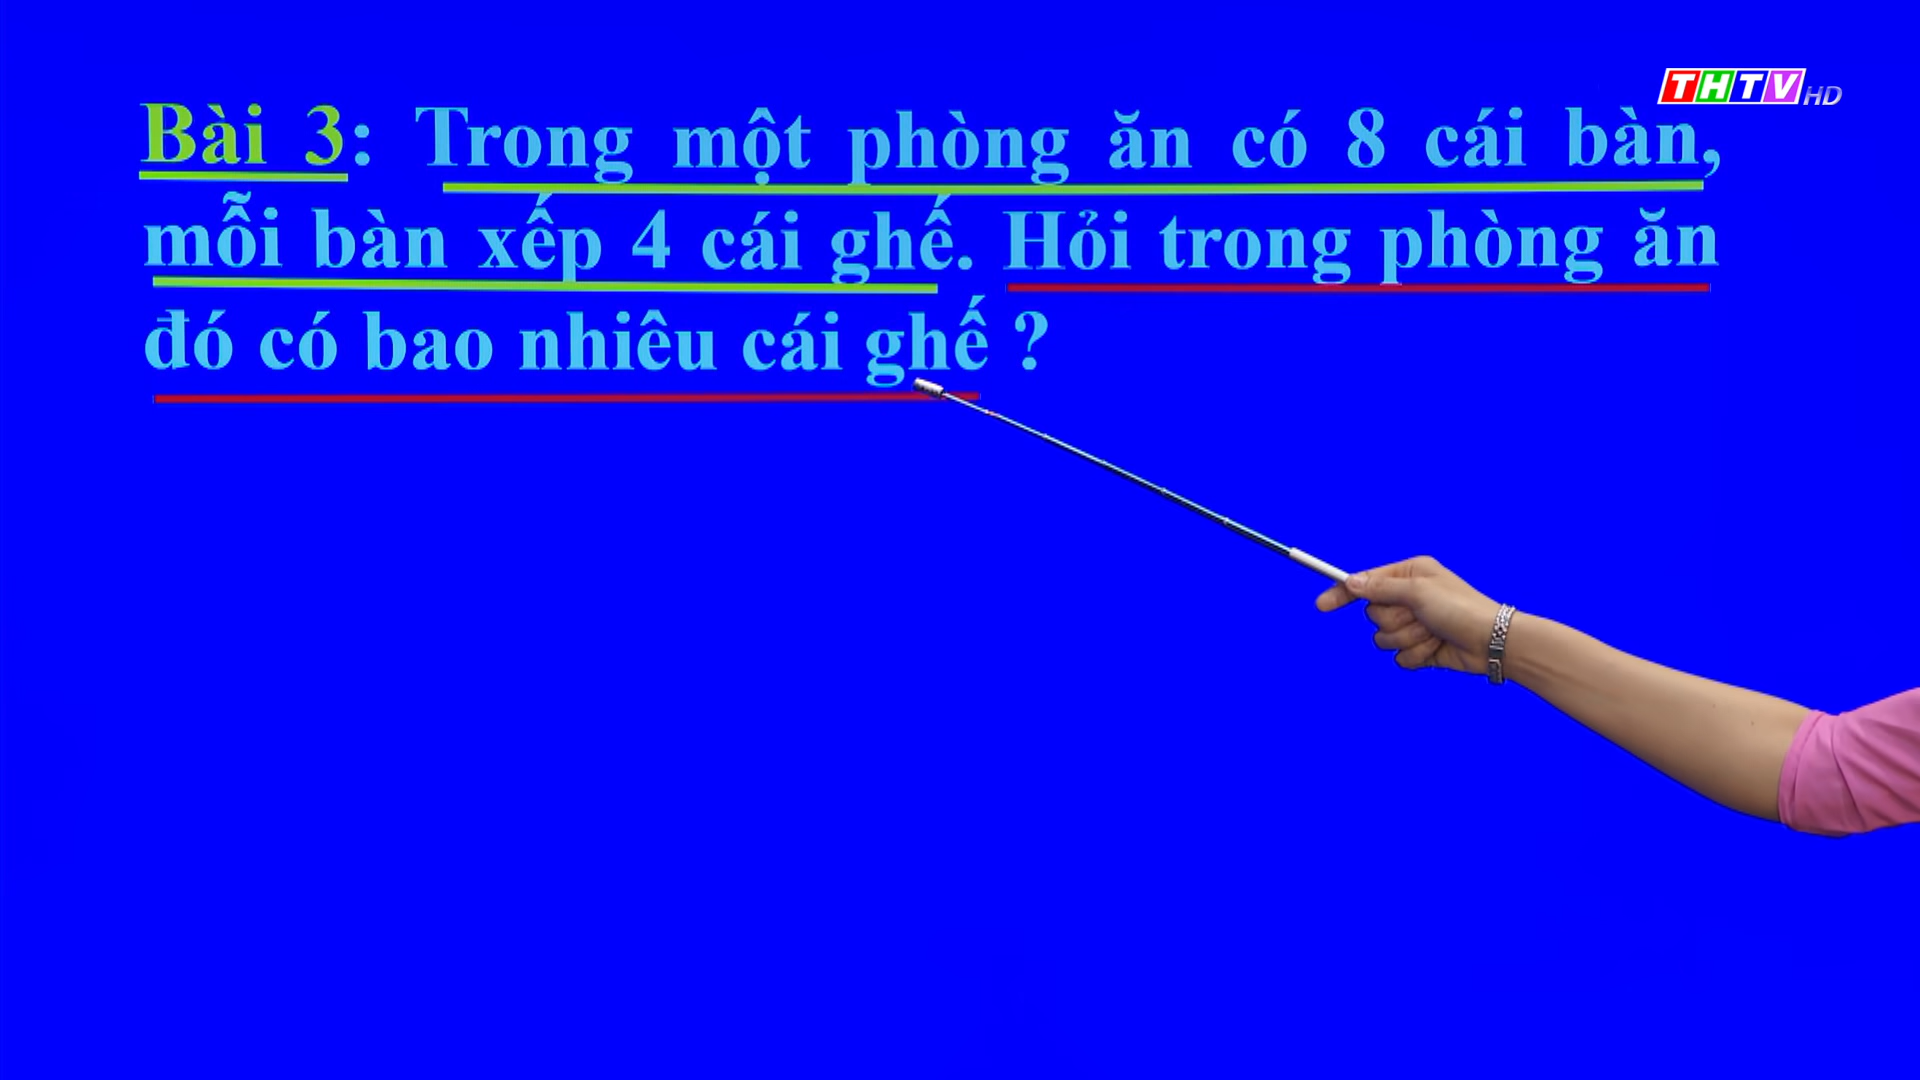 THTV HD
Bài 3: Trong một phòng ăn có 8 cái bàn,
mỗi bàn xếp 4 cái ghế. Hỏi trong phòng ăn
đó có bao nhiêu cái ghế ?